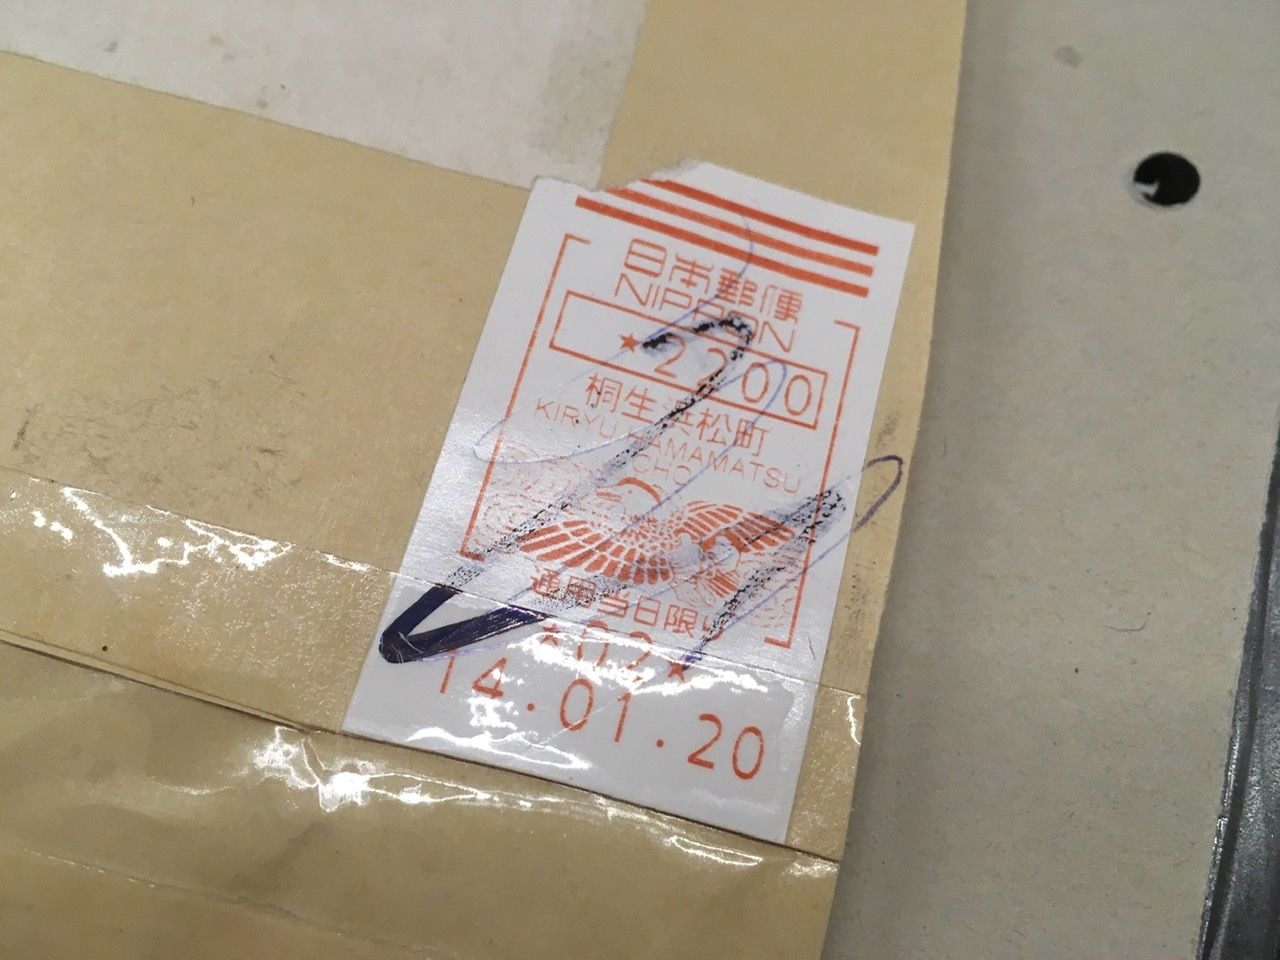 日本郵便
NIPPON
★2200
桐生浜松町
KIRYU HAMAMATSU
CHO
通用当日限り
★02★
14.01.20